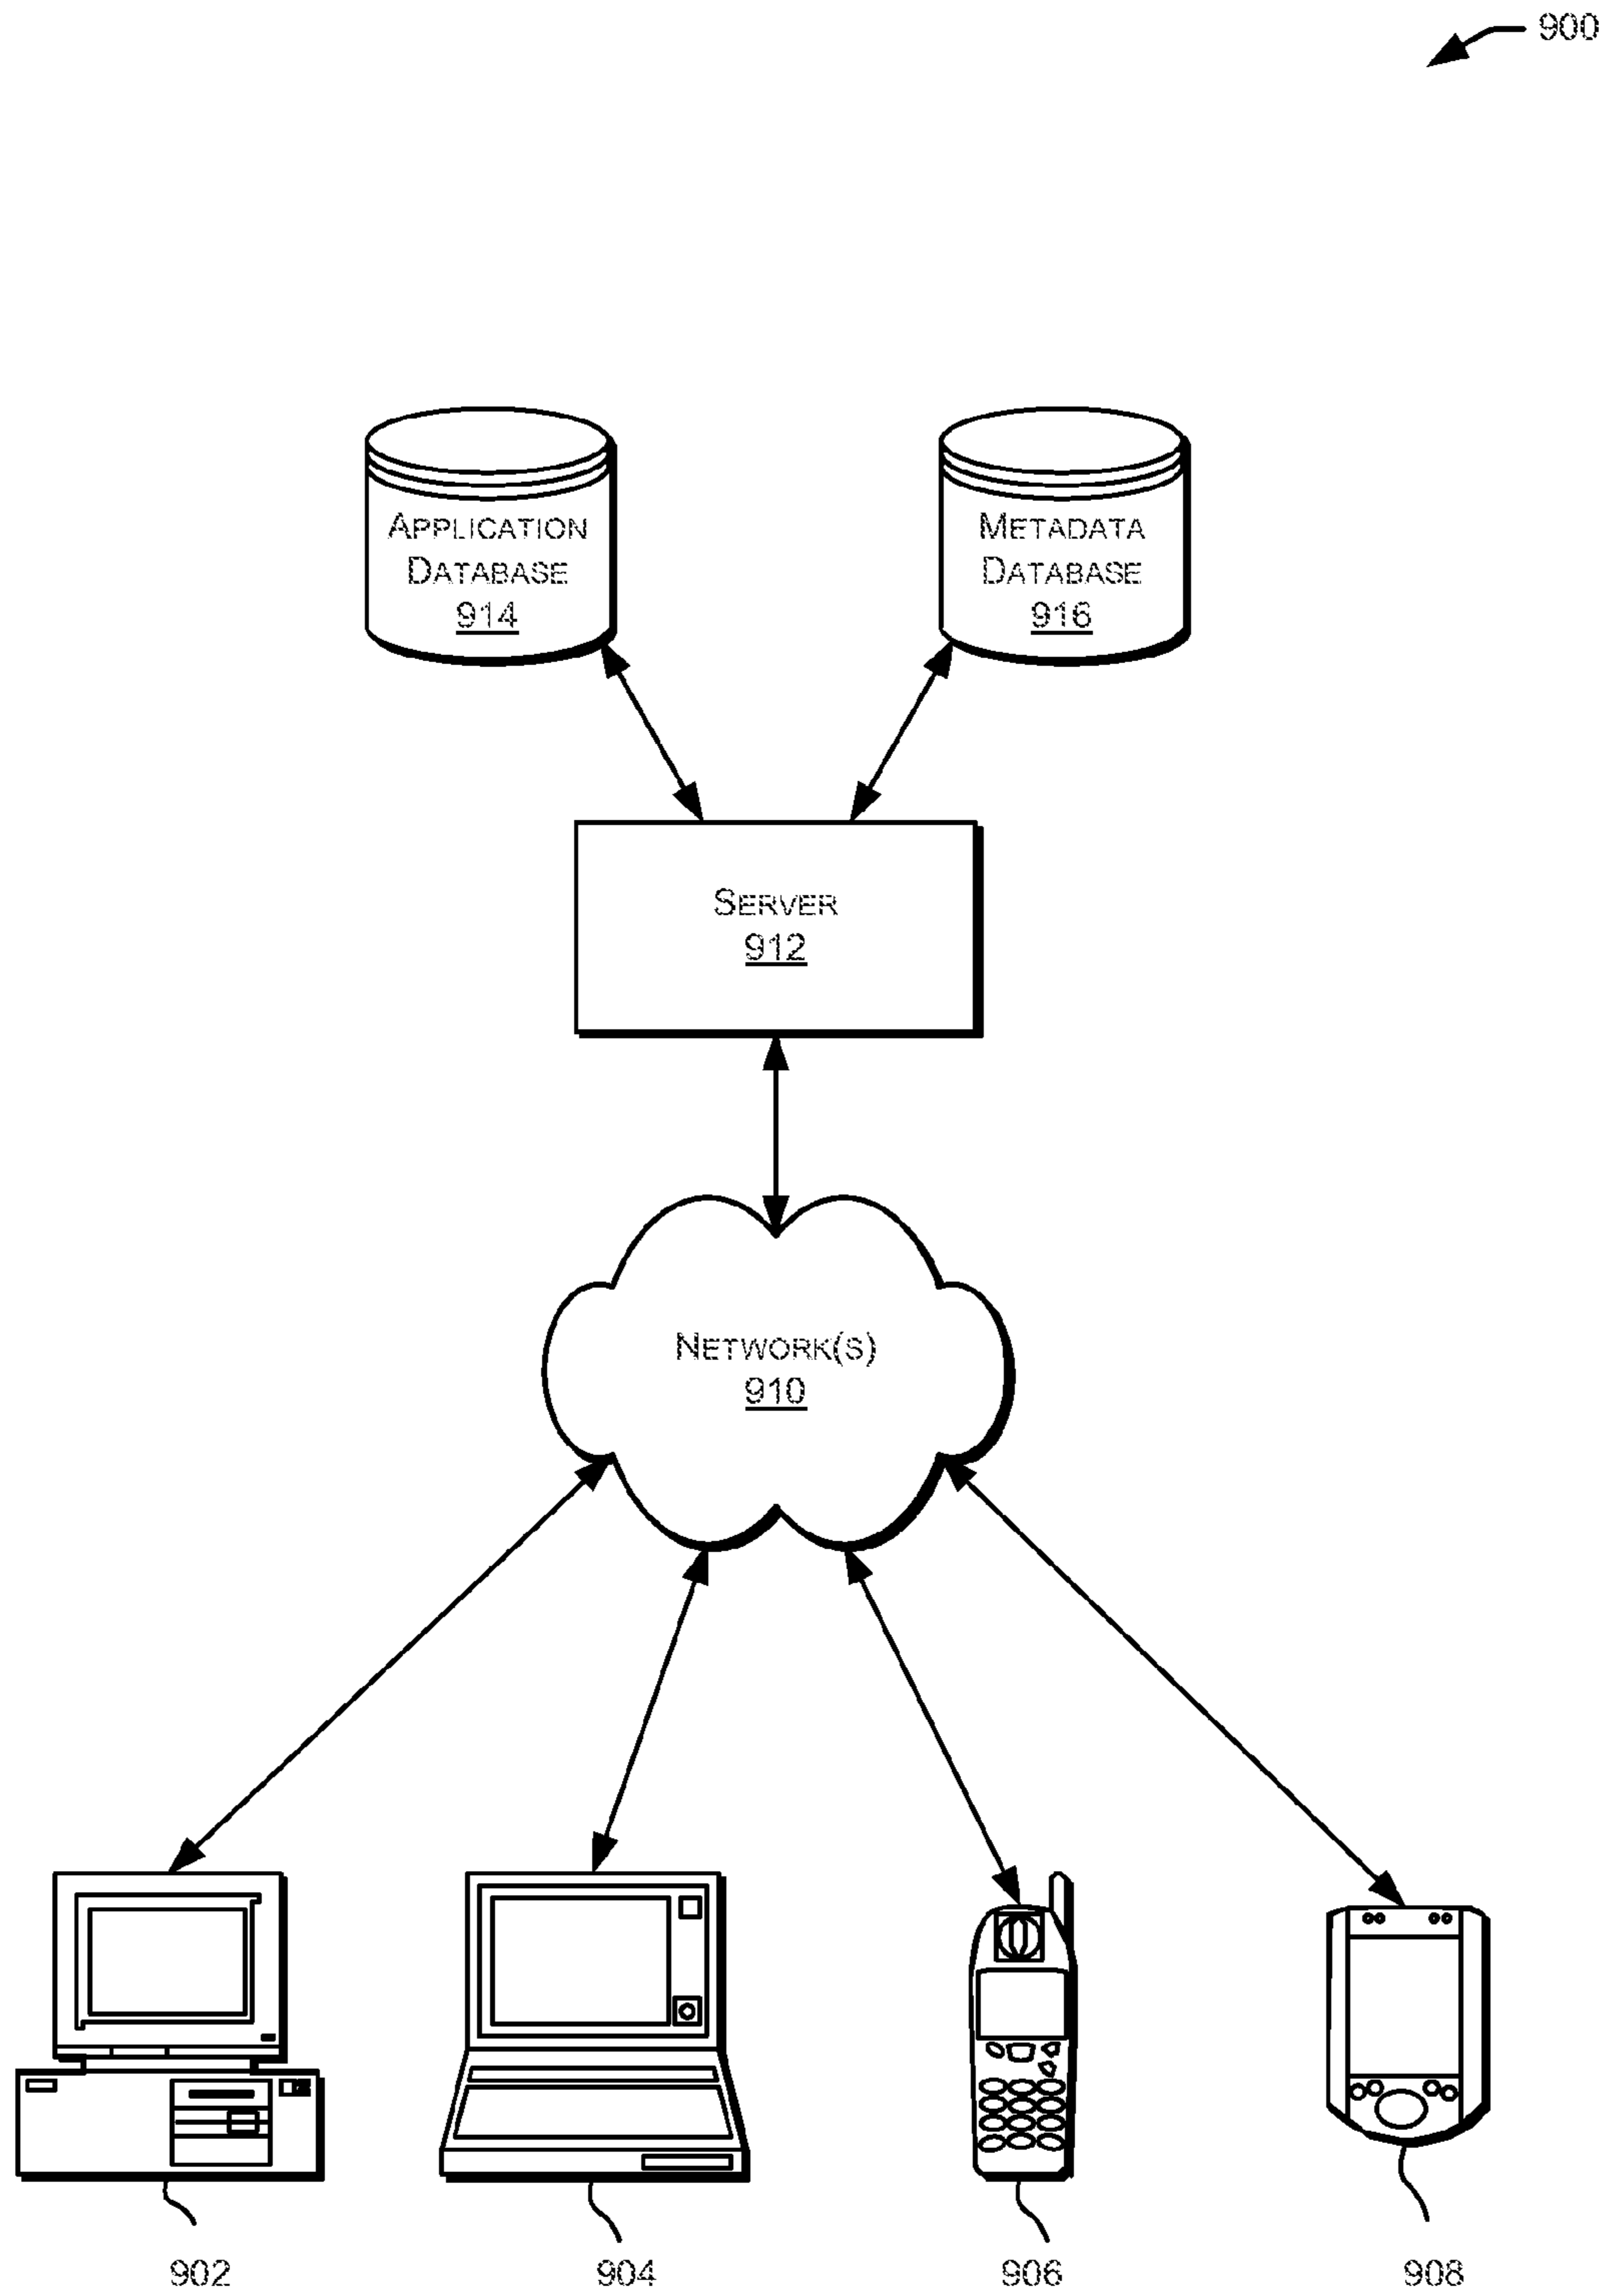 900
APPLICATION
DATABASE
914
METADATA
DATABASE
916
SERVER
912
NETWORK(S)
910
902
904
906
908